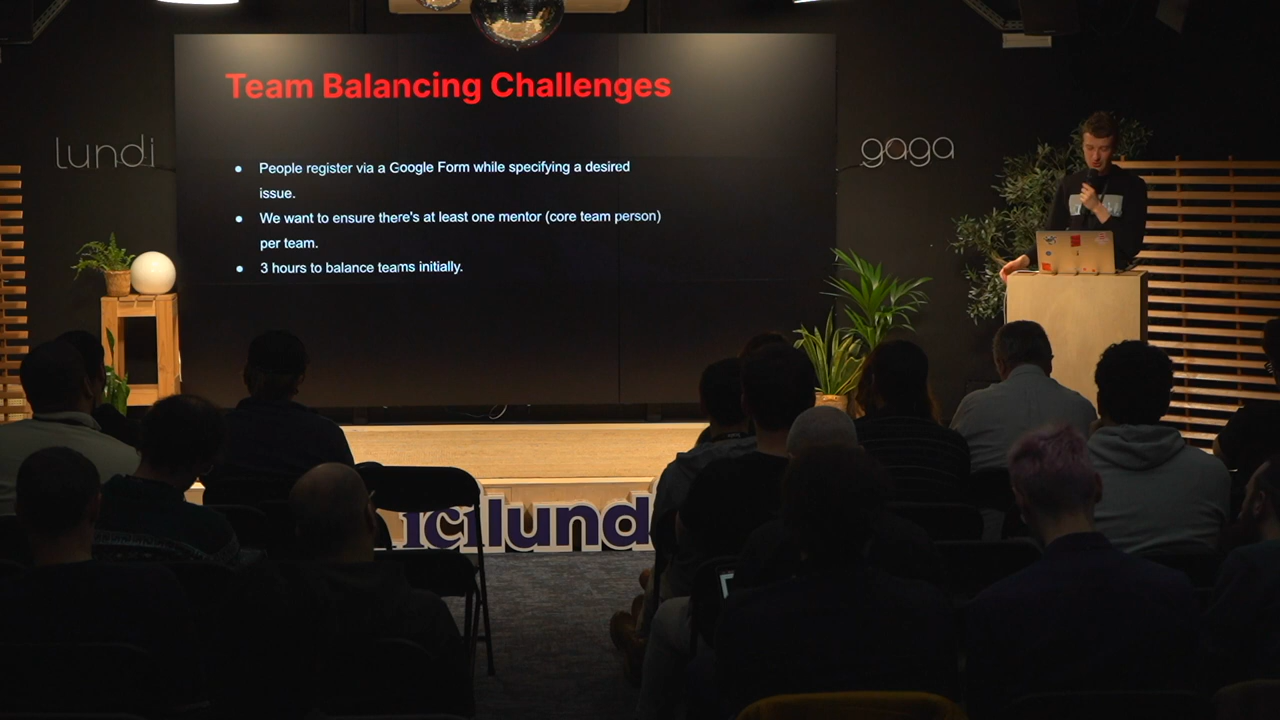 Team Balancing Challenges
lundi
gaga
People register via a Google Form while specifying a desired
issue.
We want to ensure there's at least one mentor (core team person)
per team.
3 hours to balance teams initially.
icilund